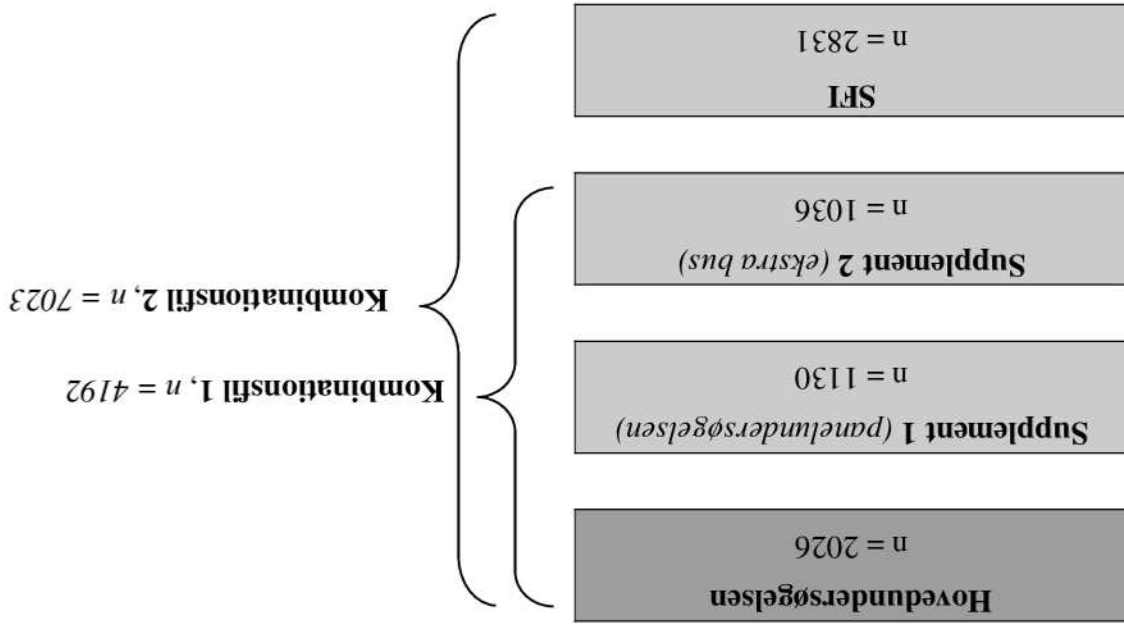 Hovedundersøgelsen
n = 2026
Supplement 1 (panelundersøgelsen)
n = 1130
Supplement 2 (ekstra bus)
n = 1036
SFI
n = 2831
Kombinationsfil 1, n = 4192
Kombinationsfil 2, n = 7023